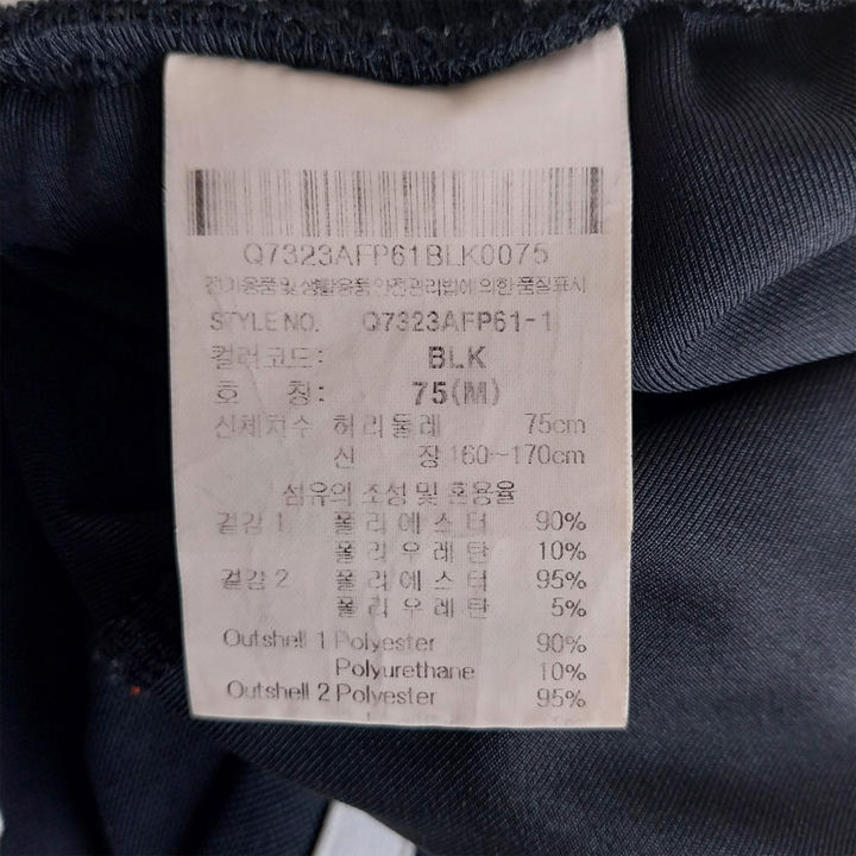 Q7323AFP61BLK0075
전기용품및생활용품안전관리법에의한품질표시
STYLE NO. Q7323AFP61-1
컬러코드: BLK
호 칭: 75(M)
신체치수 허리둘레 75cm
신 장 160~170cm
섬유의 조성 및 혼용율
겉감 1 폴리에스터 90%
폴리우레탄 10%
겉감 2 폴리에스터 95%
폴리우레탄 5%
Outshell 1 Polyester 90%
Polyurethane 10%
Outshell 2 Polyester 95%